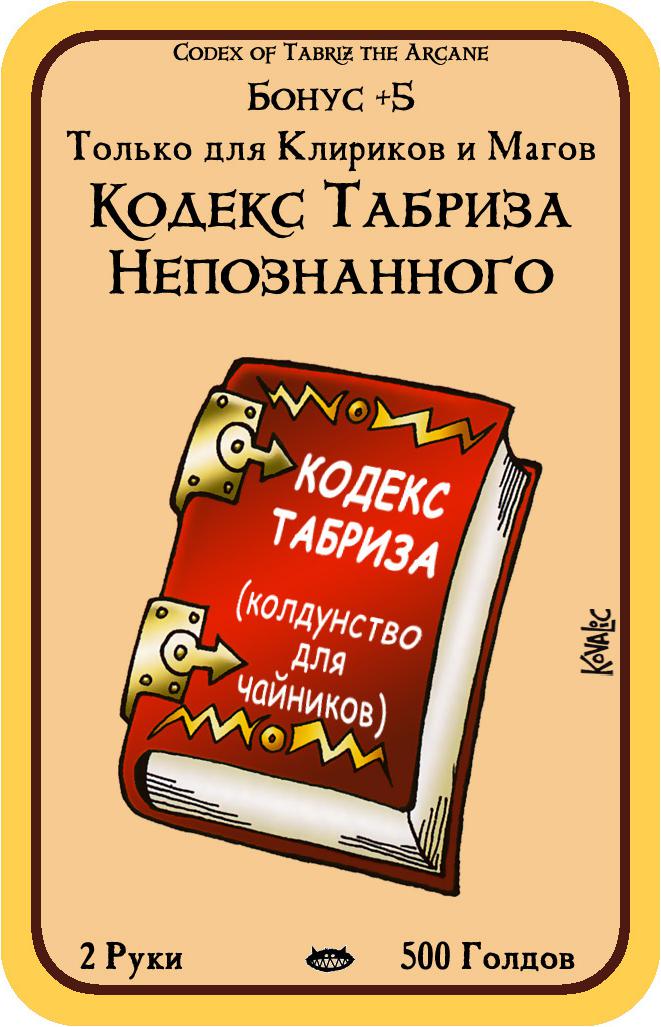 Codex of Tabriz the Arcane
Бонус +5
Только для Клириков и Магов
Кодекс Табриза
Непознанного
КОДЕКС
ТАБРИЗА
(колдунство
для
чайников)
KOVALIC
2 Руки
500 Голдов